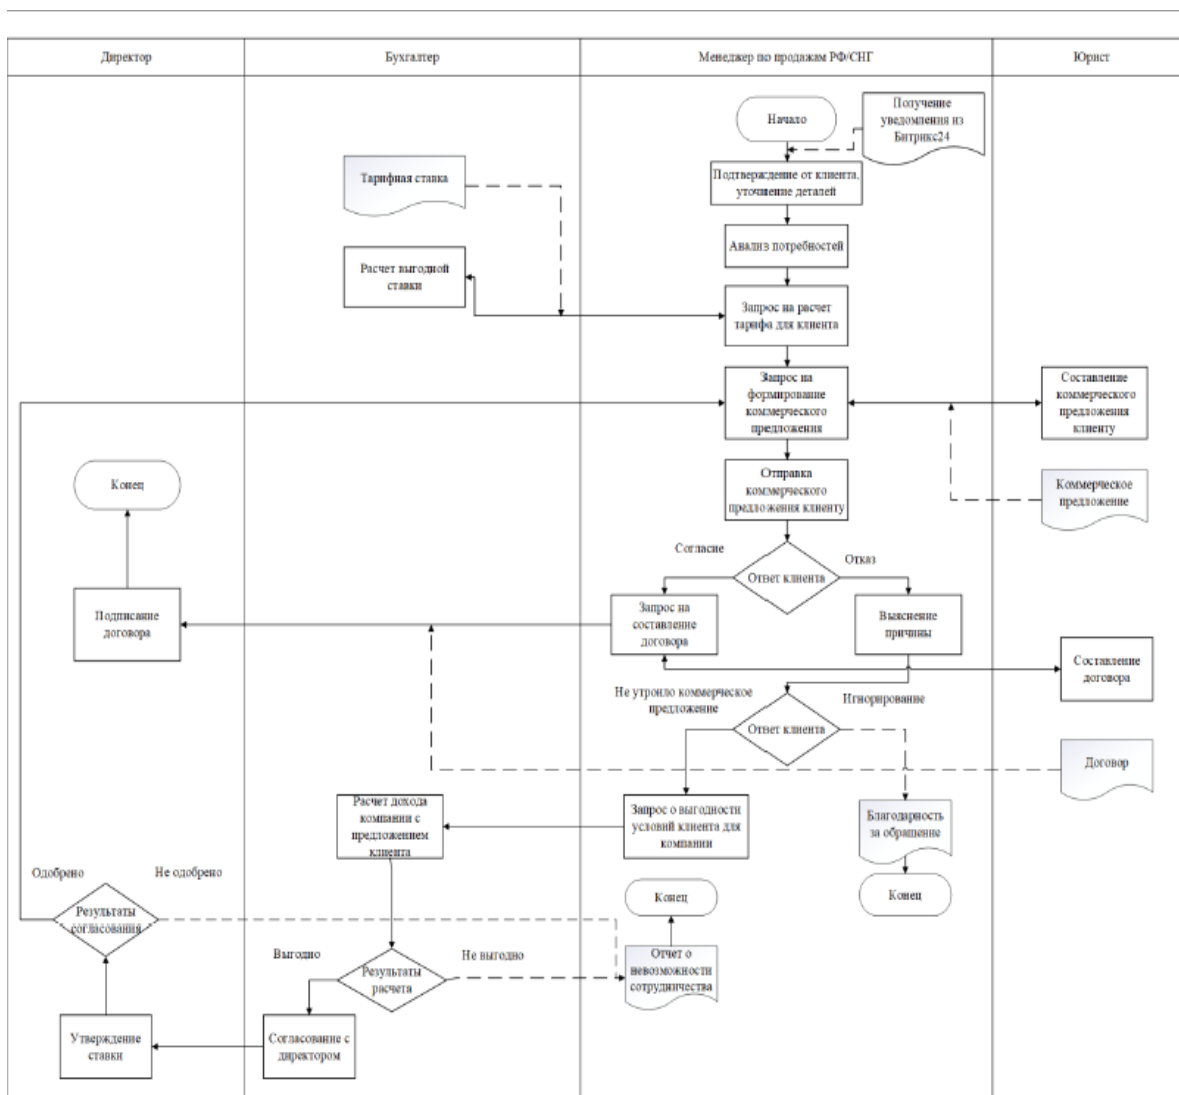 Директор
Бухгалтер
Менеджер по продажам РФ/СНГ
Юрист
Начало
Получение
уведомления из
Битрикс24
Тарифная ставка
Подтверждение от клиента,
уточнение деталей
Анализ потребностей
Расчет выгодной
ставки
Запрос на расчет
тарифа для клиента
Запрос на
формирование
коммерческого
предложения
Составление
коммерческого
предложения
клиенту
Конец
Отправка
коммерческого
предложения клиенту
Коммерческое
предложение
Согласие
Отказ
Ответ клиента
Подписание
договора
Запрос на
составление
договора
Выяснение
причины
Составление
договора
Не утроило коммерческое
предложение
Игнорирование
Ответ клиента
Договор
Расчет дохода
компании с
предложением
клиента
Запрос о выгодности
условий клиента для
компании
Благодарность
за обращение
Одобрено
Не одобрено
Конец
Конец
Результаты
согласования
Выгодно
Не выгодно
Результаты
расчета
Отчет о
невозможности
сотрудничества
Утверждение
ставки
Согласование с
директором